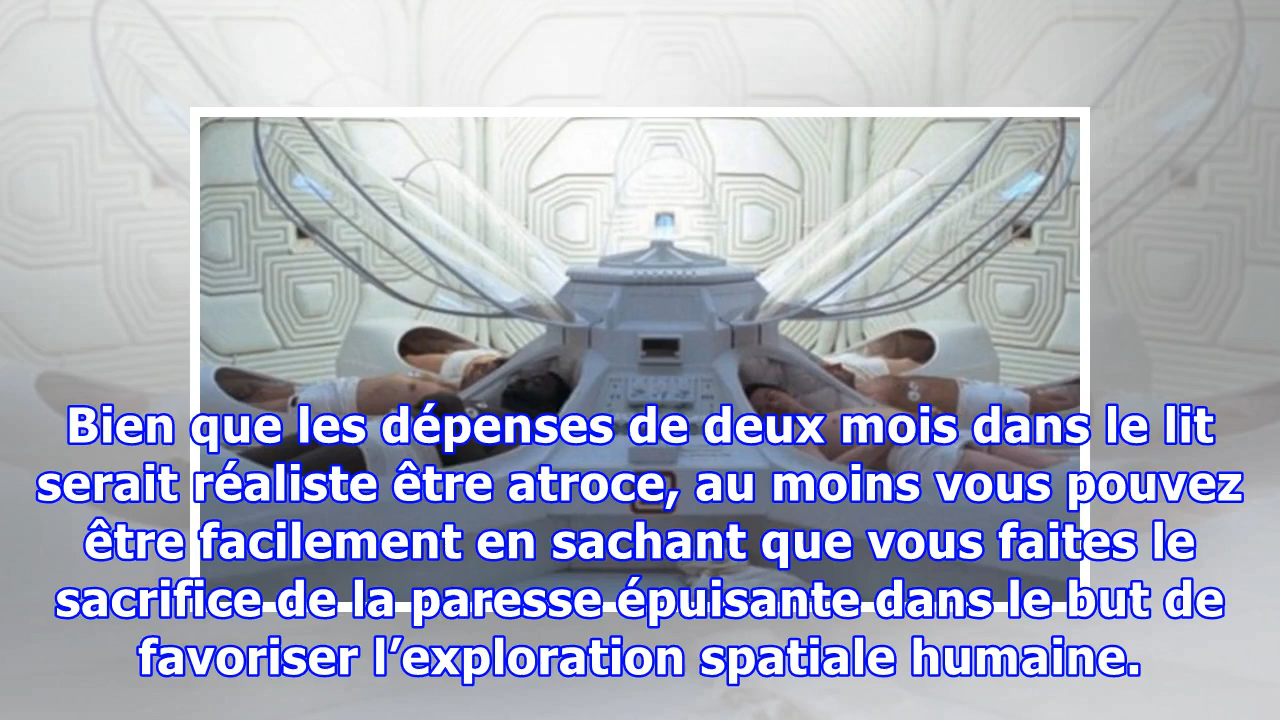 Bien que les dépenses de deux mois dans le lit
serait réaliste être atroce, au moins vous pouvez
être facilement en sachant que vous faites le
sacrifice de la paresse épuisante dans le but de
favoriser l’exploration spatiale humaine.